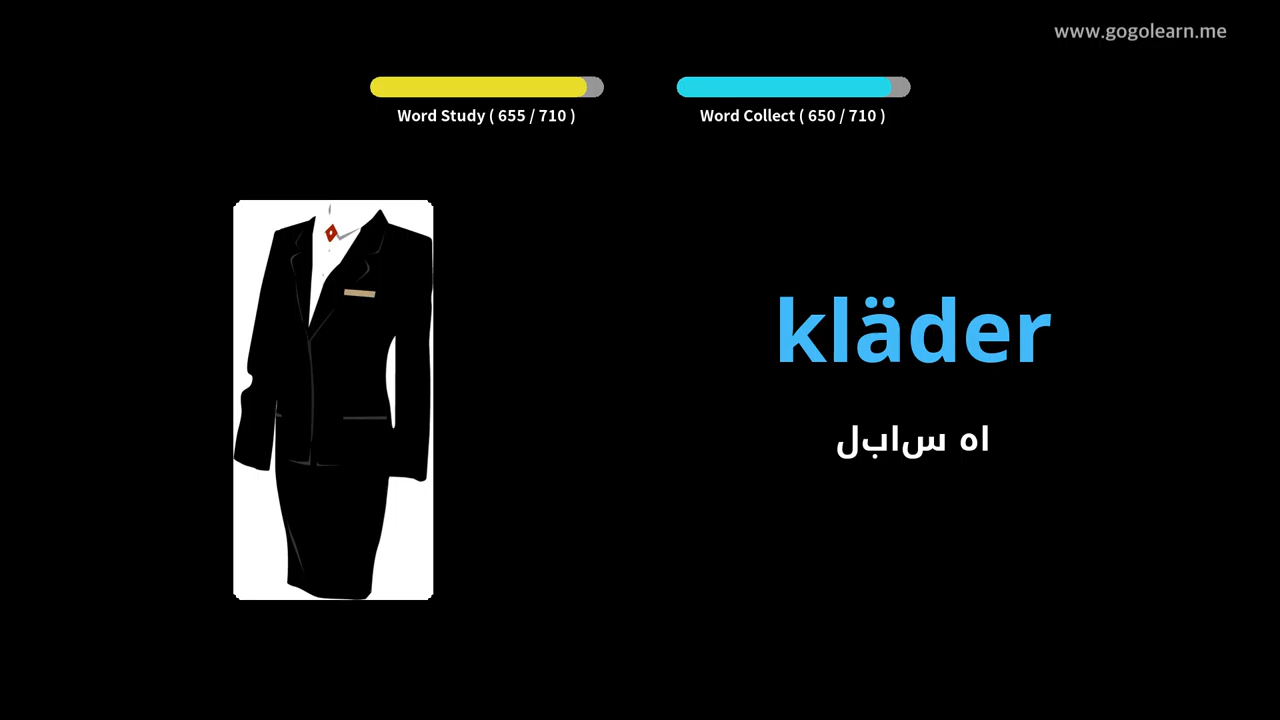 www.gogolearn.me
Word Study ( 655 / 710 )
Word Collect ( 650 / 710 )
kläder
لباس ها